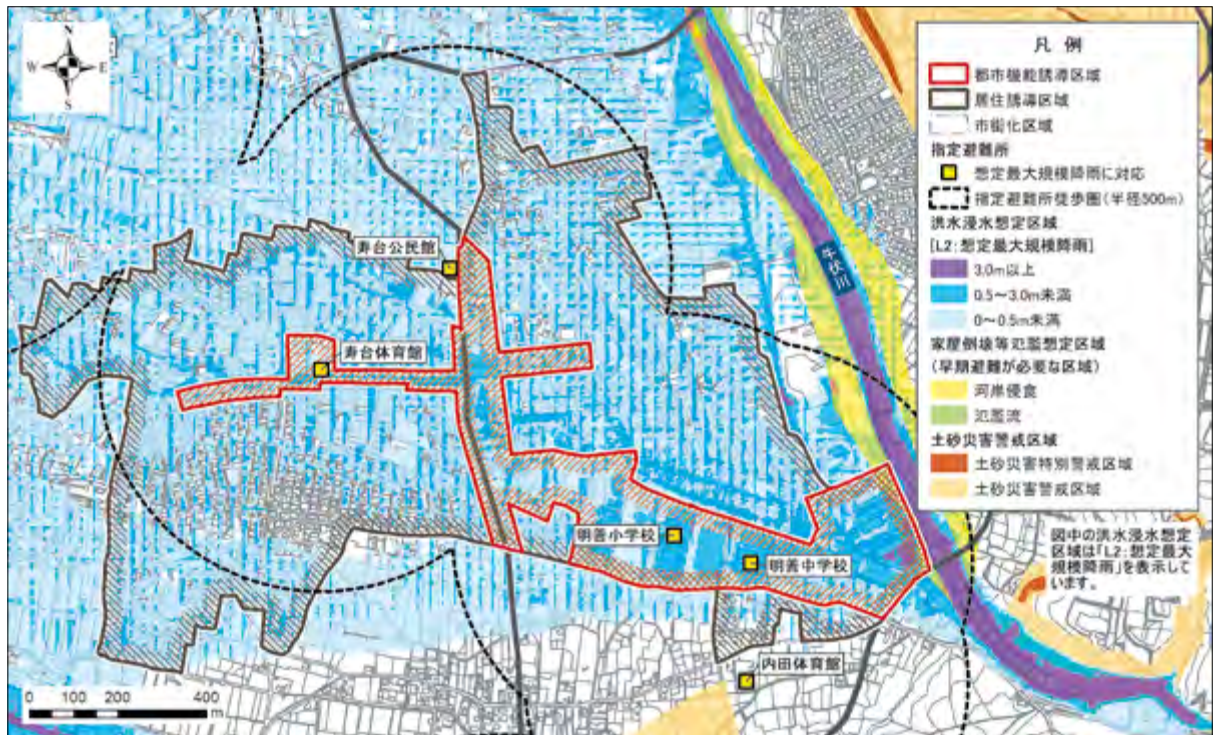 N
W
E
S
凡 例
都市機能誘導区域
居住誘導区域
市街化区域
指定避難所
想定最大規模降雨に対応
指定避難所徒歩圏(半径500m)
洪水浸水想定区域
[L2:想定最大規模降雨]
3.0m以上
0.5~3.0m未満
0~0.5m未満
家屋倒壊等氾濫想定区域
(早期避難が必要な区域)
河岸侵食
氾濫流
土砂災害警戒区域
土砂災害特別警戒区域
土砂災害警戒区域
牛伏川
寿台公民館
寿台体育館
明善小学校
明善中学校
内田体育館
図中の洪水浸水想定
区域は「L2:想定最大
規模降雨」を表示して
います。
0 100 200 400
m